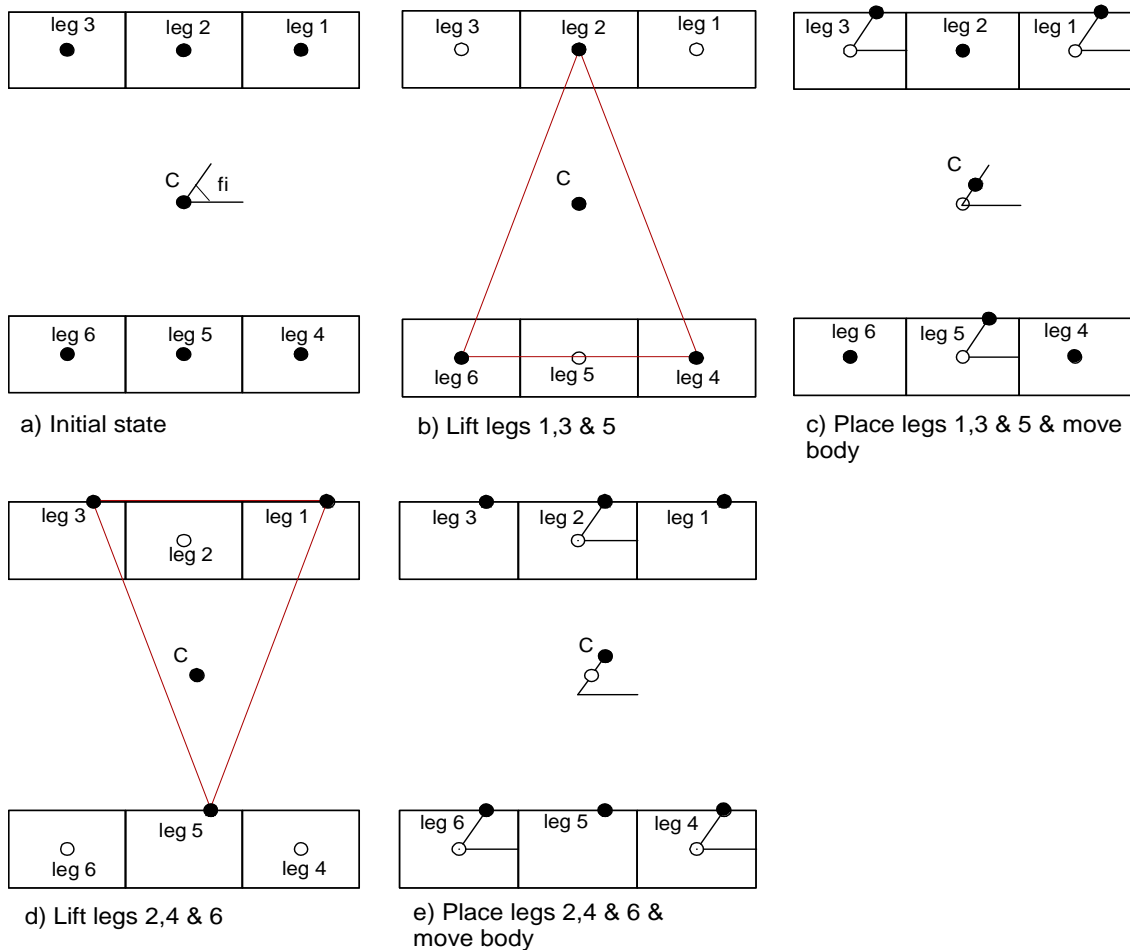 leg 3 leg 2 leg 1
C fi
leg 6 leg 5 leg 4
a) Initial state
leg 3 leg 2 leg 1
C
leg 6 leg 5 leg 4
b) Lift legs 1,3 & 5
leg 3 leg 2 leg 1
C
leg 6 leg 5 leg 4
c) Place legs 1,3 & 5 & move
body
leg 3 leg 2 leg 1
C
leg 6 leg 5 leg 4
d) Lift legs 2,4 & 6
leg 3 leg 2 leg 1
C
leg 6 leg 5 leg 4
e) Place legs 2,4 & 6 &
move body